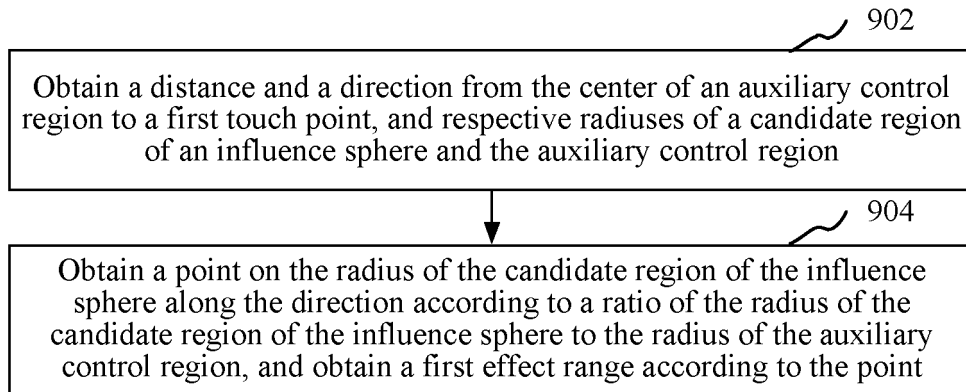 902
Obtain a distance and a direction from the center of an auxiliary control
region to a first touch point, and respective radiuses of a candidate region
of an influence sphere and the auxiliary control region
904
Obtain a point on the radius of the candidate region of the influence
sphere along the direction according to a ratio of the radius of the
candidate region of the influence sphere to the radius of the auxiliary
control region, and obtain a first effect range according to the point